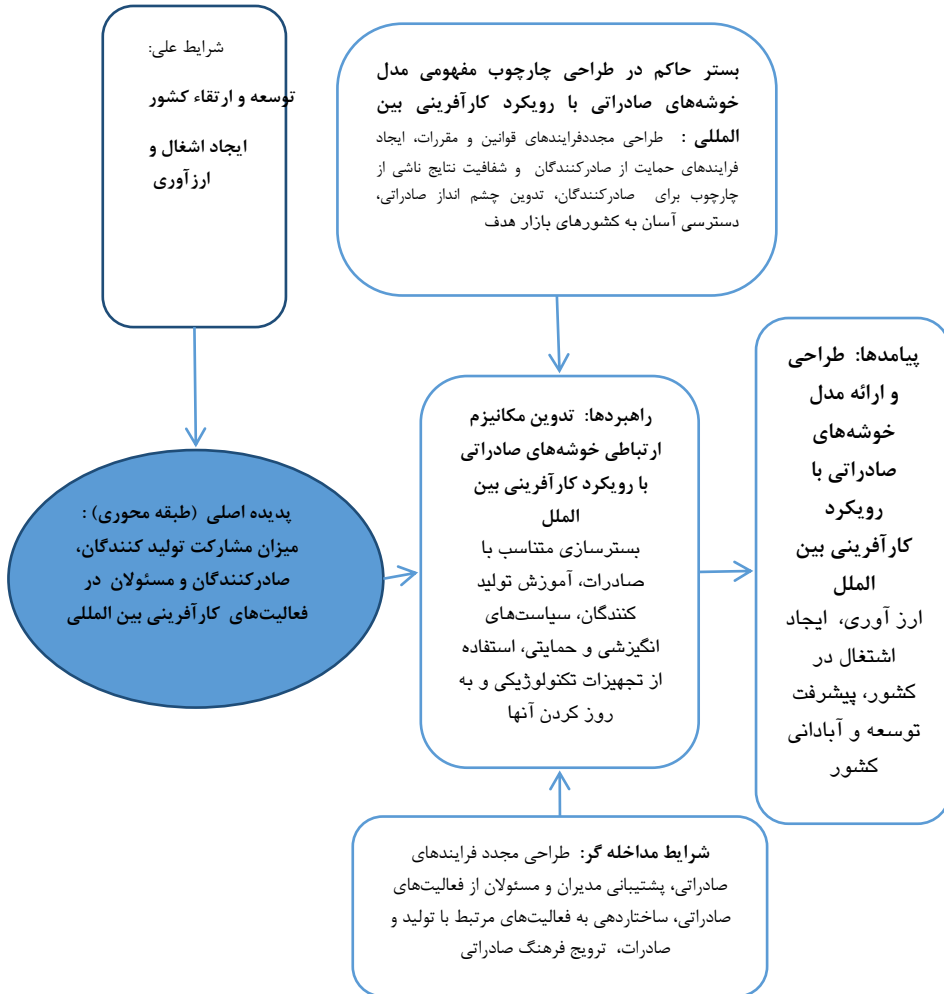 شرایط علی:
توسعه و ارتقاء کشور
ایجاد اشغال و
ارزآوری
بستر حاکم در طراحی چارچوب مفهومی مدل
خوشه‌های صادراتی با رویکرد کارآفرینی بین
المللی : طراحی مجددفرایندهای قوانین و مقررات، ایجاد
فرایندهای حمایت از صادرکنندگان و شفافیت نتایج ناشی از
چارچوب برای صادرکنندگان، تدوین چشم انداز صادراتی،
دسترسی آسان به کشورهای بازار هدف
پدیده اصلی (طبقه محوری) :
میزان مشارکت تولید کنندگان،
صادرکنندگان و مسئولان در
فعالیت‌های کارآفرینی بین المللی
راهبردها: تدوین مکانیزم
ارتباطی خوشه‌های صادراتی
با رویکرد کارآفرینی بین
الملل
بسترسازی متناسب با
صادرات، آموزش تولید
کنندگان، سیاست‌های
انگیزشی و حمایتی، استفاده
از تجهیزات تکنولوژیکی و به
روز کردن آنها
پیامدها: طراحی
و ارائه مدل
خوشه‌های
صادراتی با
رویکرد
کارآفرینی بین
الملل
ارز آوری، ایجاد
اشتغال در
کشور، پیشرفت
توسعه و آبادانی
کشور
شرایط مداخله گر: طراحی مجدد فرایندهای
صادراتی، پشتیبانی مدیران و مسئولان از فعالیت‌های
صادراتی، ساختاردهی به فعالیت‌های مرتبط با تولید و
صادرات، ترویج فرهنگ صادراتی